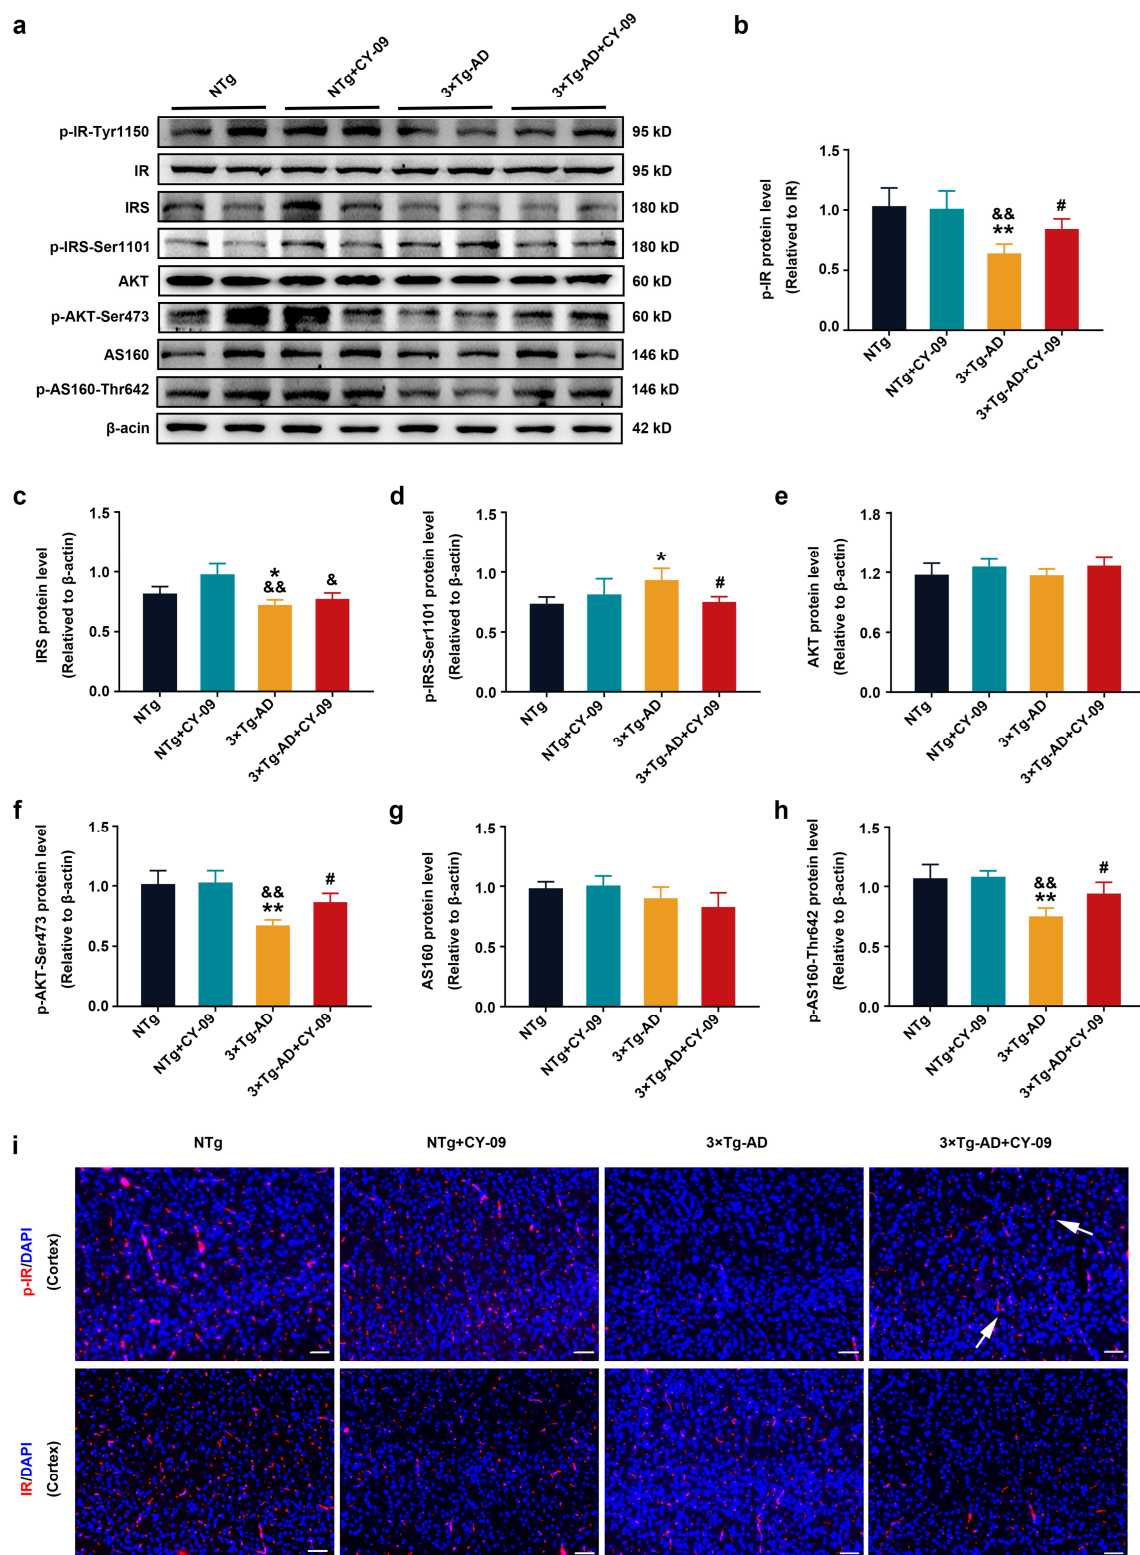 a
NTg
NTg+CY-09
3×Tg-AD
3×Tg-AD+CY-09
p-IR-Tyr1150
95 kD
IR
95 kD
IRS
180 kD
p-IRS-Ser1101
180 kD
AKT
60 kD
p-AKT-Ser473
60 kD
AS160
146 kD
p-AS160-Thr642
146 kD
β-acin
42 kD
b
p-IR protein level
(Relatived to IR)
1.5
1.0
0.5
0.0
&&
**
#
NTg
NTg+CY-09
3×Tg-AD
3×Tg-AD+CY-09
c
IRS protein level
(Relatived to β-actin)
1.5
1.0
0.5
0.0
*
&&
&
NTg
NTg+CY-09
3×Tg-AD
3×Tg-AD+CY-09
d
p-IRS-Ser1101 protein level
(Relatived to β-actin)
1.5
1.0
0.5
0.0
*
#
NTg
NTg+CY-09
3×Tg-AD
3×Tg-AD+CY-09
e
AKT protein level
(Relative to β-actin)
1.8
1.2
0.6
0.0
NTg
NTg+CY-09
3×Tg-AD
3×Tg-AD+CY-09
f
p-AKT-Ser473 protein level
(Relative to β-actin)
1.5
1.0
0.5
0.0
&&
**
#
NTg
NTg+CY-09
3×Tg-AD
3×Tg-AD+CY-09
g
AS160 protein level
(Relative to β-actin)
1.5
1.0
0.5
0.0
NTg
NTg+CY-09
3×Tg-AD
3×Tg-AD+CY-09
h
p-AS160-Thr642 protein level
(Relative to β-actin)
1.5
1.0
0.5
0.0
&&
**
#
NTg
NTg+CY-09
3×Tg-AD
3×Tg-AD+CY-09
i
NTg
NTg+CY-09
3×Tg-AD
3×Tg-AD+CY-09
p-IR/DAPI
(Cortex)
IR/DAPI
(Cortex)